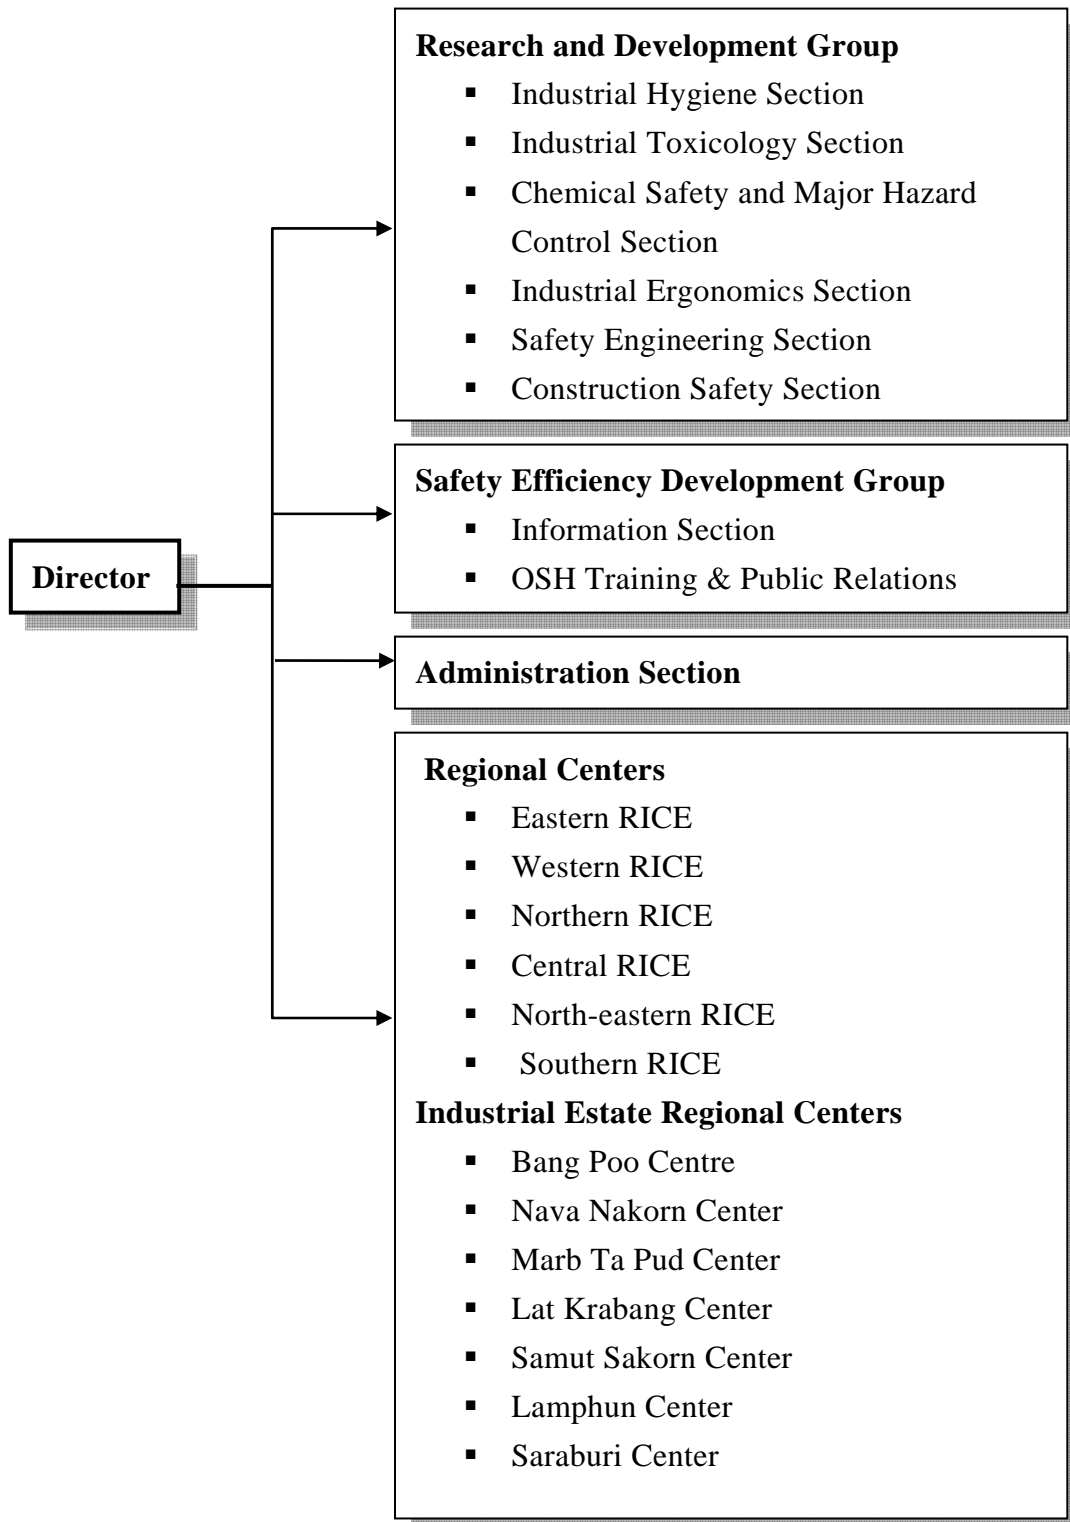 Research and Development Group
▪ Industrial Hygiene Section
▪ Industrial Toxicology Section
▪ Chemical Safety and Major Hazard
Control Section
▪ Industrial Ergonomics Section
▪ Safety Engineering Section
▪ Construction Safety Section
Safety Efficiency Development Group
▪ Information Section
▪ OSH Training & Public Relations
Director
Administration Section
Regional Centers
▪ Eastern RICE
▪ Western RICE
▪ Northern RICE
▪ Central RICE
▪ North-eastern RICE
▪ Southern RICE
Industrial Estate Regional Centers
▪ Bang Poo Centre
▪ Nava Nakorn Center
▪ Marb Ta Pud Center
▪ Lat Krabang Center
▪ Samut Sakorn Center
▪ Lamphun Center
▪ Saraburi Center